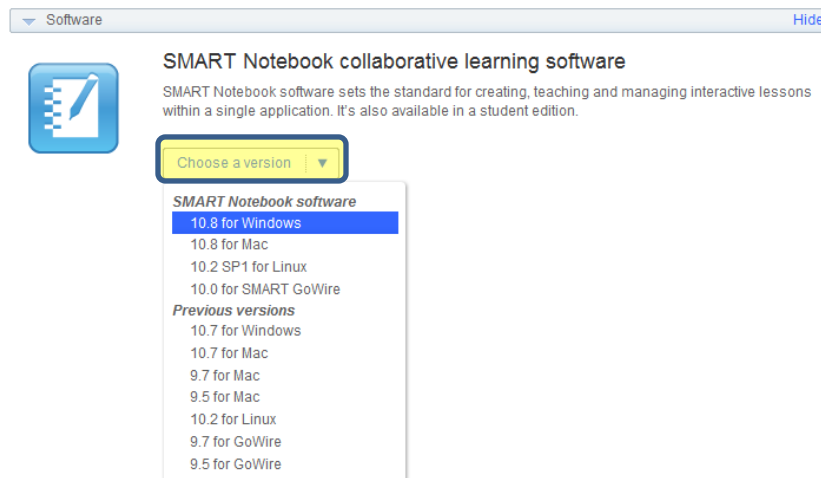 Software Hide
SMART Notebook collaborative learning software
SMART Notebook software sets the standard for creating, teaching and managing interactive lessons
within a single application. It's also available in a student edition.
Choose a version
SMART Notebook software
10.8 for Windows
10.8 for Mac
10.2 SP1 for Linux
10.0 for SMART GoWire
Previous versions
10.7 for Windows
10.7 for Mac
9.7 for Mac
9.5 for Mac
10.2 for Linux
9.7 for GoWire
9.5 for GoWire